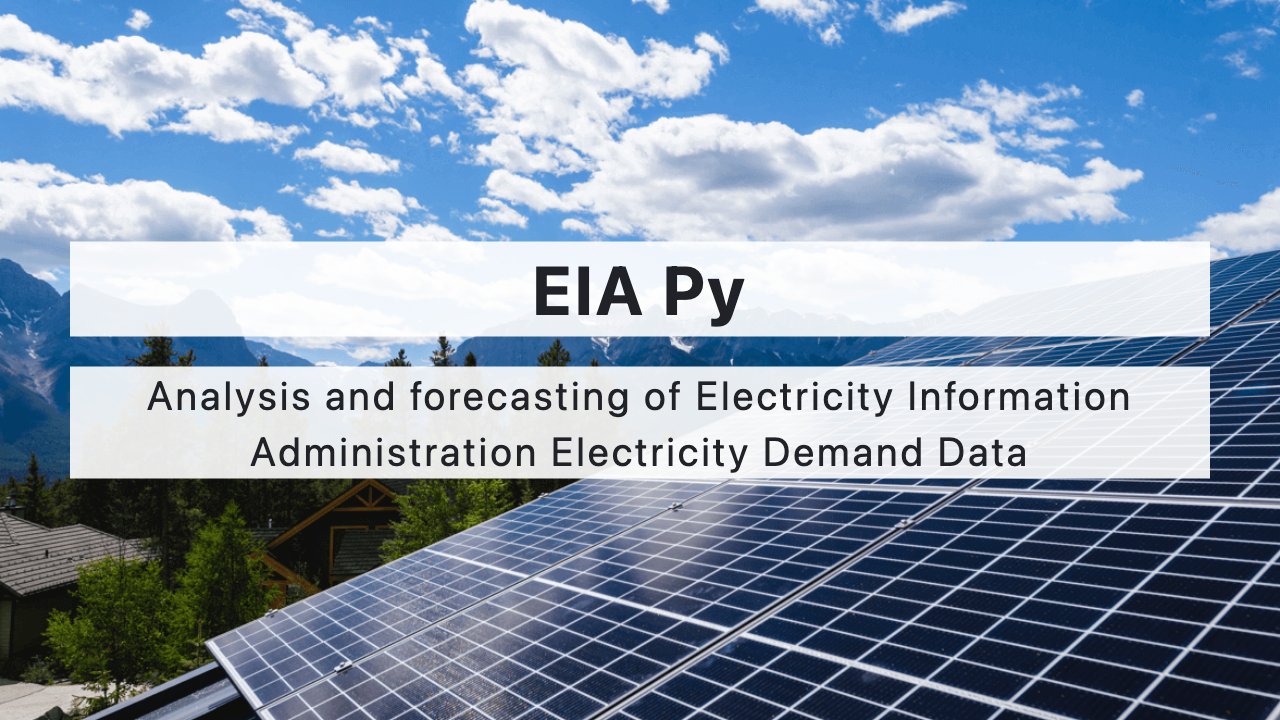 EIA Py
Analysis and forecasting of Electricity Information
Administration Electricity Demand Data